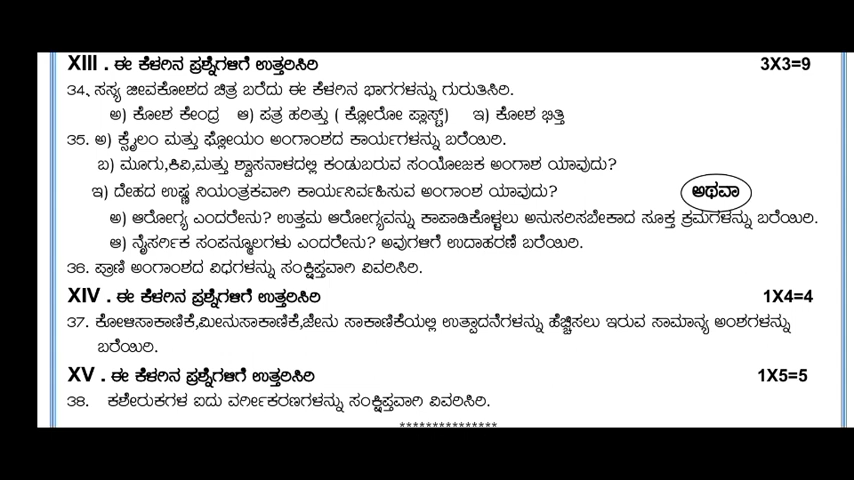 XIII . ಈ ಕೆಳಗಿನ ಪ್ರಶ್ನೆಗಳಿಗೆ ಉತ್ತರಿಸಿರಿ 3X3=9
34, ಸಸ್ಯ ಜೀವಕೋಶದ ಚಿತ್ರ ಬರೆದು ಈ ಕೆಳಗಿನ ಭಾಗಗಳನ್ನು ಗುರುತಿಸಿರಿ.
ಅ) ಕೋಶ ಕೇಂದ್ರ ಆ) ಪತ್ರ ಹರಿತ್ತು ( ಕ್ಲೋರೋ ಪ್ಲಾಸ್ಟ್) ಇ) ಕೋಶ ಭಿತ್ತಿ
35. ಅ) ಕ್ಸೈಲಂ ಮತ್ತು ಫ್ಲೋಯಂ ಅಂಗಾಂಶದ ಕಾರ್ಯಗಳನ್ನು ಬರೆಯಿರಿ.
ಬ) ಮೂಗು,ಕಿವಿ,ಮತ್ತು ಶ್ವಾಸನಾಳದಲ್ಲಿ ಕಂಡುಬರುವ ಸಂಯೋಜಕ ಅಂಗಾಶ ಯಾವುದು?
ಇ) ದೇಹದ ಉಷ್ಣ ನಿಯಂತ್ರಕವಾಗಿ ಕಾರ್ಯನಿರ್ವಹಿಸುವ ಅಂಗಾಂಶ ಯಾವುದು? ಅಥವಾ
ಅ) ಆರೋಗ್ಯ ಎಂದರೇನು? ಉತ್ತಮ ಆರೋಗ್ಯವನ್ನು ಕಾಪಾಡಿಕೊಳ್ಳಲು ಅನುಸರಿಸಬೇಕಾದ ಸೂಕ್ತ ಕ್ರಮಗಳನ್ನು ಬರೆಯಿರಿ.
ಆ) ನೈಸರ್ಗಿಕ ಸಂಪನ್ಮೂಲಗಳು ಎಂದರೇನು? ಅವುಗಳಿಗೆ ಉದಾಹರಣೆ ಬರೆಯಿರಿ.
36. ಪ್ರಾಣಿ ಅಂಗಾಂಶದ ವಿಧಗಳನ್ನು ಸಂಕ್ಷಿಪ್ತವಾಗಿ ವಿವರಿಸಿರಿ.
XIV . ಈ ಕೆಳಗಿನ ಪ್ರಶ್ನೆಗಳಿಗೆ ಉತ್ತರಿಸಿರಿ 1X4=4
37. ಕೋಳಿಸಾಕಾಣಿಕೆ,ಮೀನುಸಾಕಾಣಿಕೆ,ಜೇನು ಸಾಕಾಣಿಕೆಯಲ್ಲಿ ಉತ್ಪಾದನೆಗಳನ್ನು ಹೆಚ್ಚಿಸಲು ಇರುವ ಸಾಮಾನ್ಯ ಅಂಶಗಳನ್ನು
ಬರೆಯಿರಿ.
XV . ಈ ಕೆಳಗಿನ ಪ್ರಶ್ನೆಗಳಿಗೆ ಉತ್ತರಿಸಿರಿ 1X5=5
38. ಕಶೇರುಕಗಳ ಐದು ವರ್ಗೀಕರಣಗಳನ್ನು ಸಂಕ್ಷಿಪ್ತವಾಗಿ ವಿವರಿಸಿರಿ.
***************